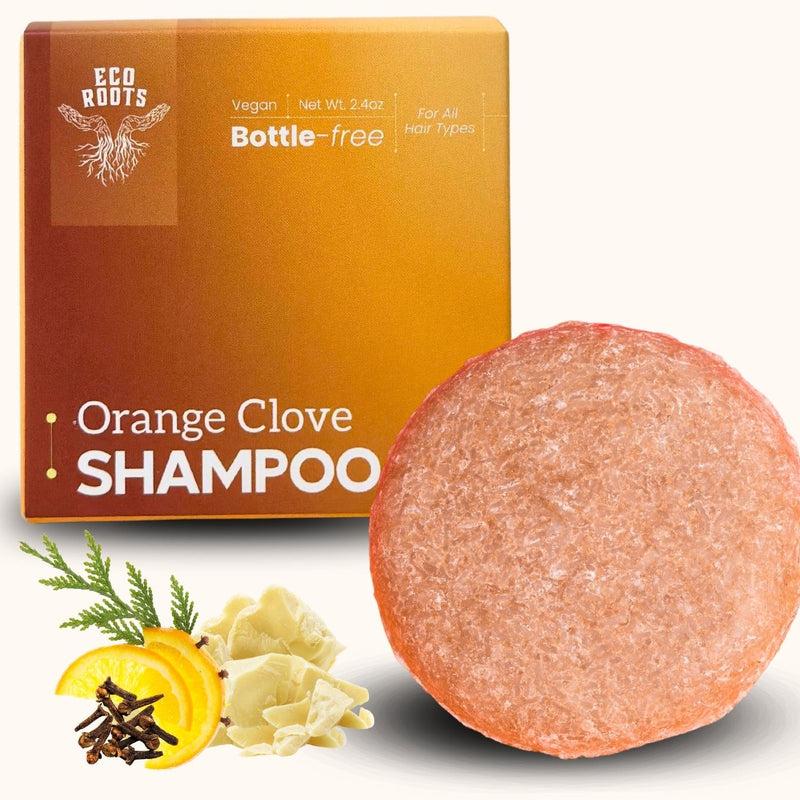 ECO
ROOTS
Vegan
Net Wt. 2.4oz
Bottle-free
For All
Hair Types
Orange Clove
SHAMPOO